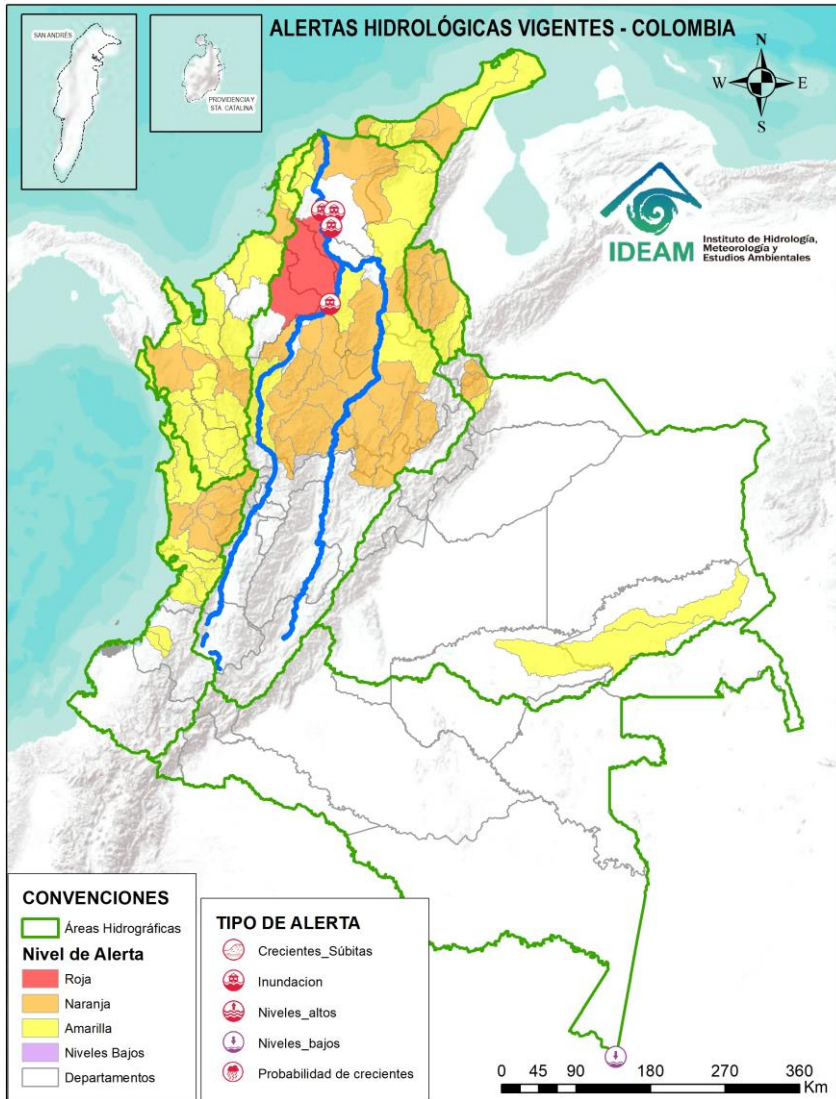 ALERTAS HIDROLÓGICAS VIGENTES - COLOMBIA
SAN ANDRÉS
PROVIDENCIA Y
STA. CATALINA
N
W
E
S
IDEAM
Instituto de Hidrología,
Meteorología y
Estudios Ambientales
CONVENCIONES
Áreas Hidrográficas
Nivel de Alerta
Roja
Naranja
Amarilla
Niveles Bajos
Departamentos
TIPO DE ALERTA
Crecientes_Súbitas
Inundacion
Niveles_altos
Niveles_bajos
Probabilidad de crecientes
0 45 90 180 270 360
Km